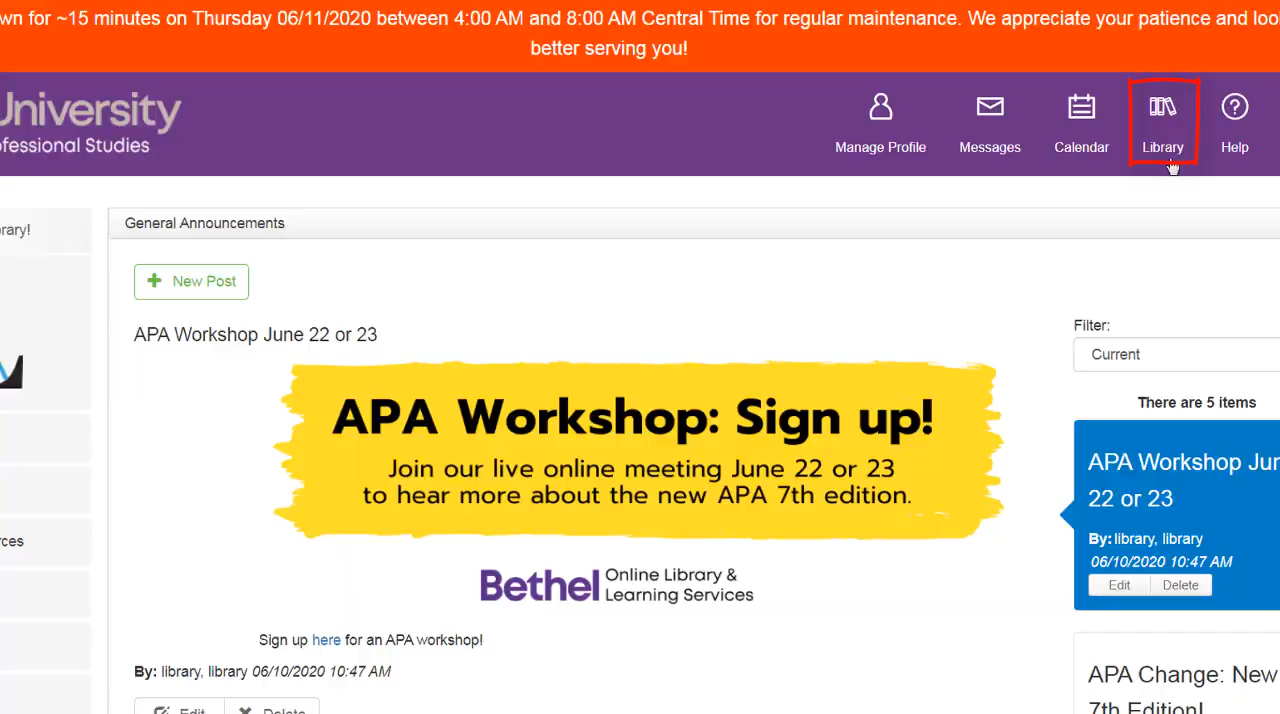 for ~15 minutes on Thursday 06/11/2020 between 4:00 AM and 8:00 AM Central Time for regular maintenance. We appreciate your patience and
better serving you!
University
Professional Studies
Manage Profile
Messages
Calendar
Library
Help
General Announcements
New Post
APA Workshop June 22 or 23
APA Workshop: Sign up!
Join our live online meeting June 22 or 23
to hear more about the new APA 7th edition.
Bethel Online Library &
Learning Services
Sign up here for an APA workshop!
By: library, library 06/10/2020 10:47 AM
Edit
Delete
Filter:
Current
There are 5 items
APA Workshop Jun
22 or 23
By: library, library
06/10/2020 10:47 AM
Edit
Delete
APA Change: New
7th Edition!